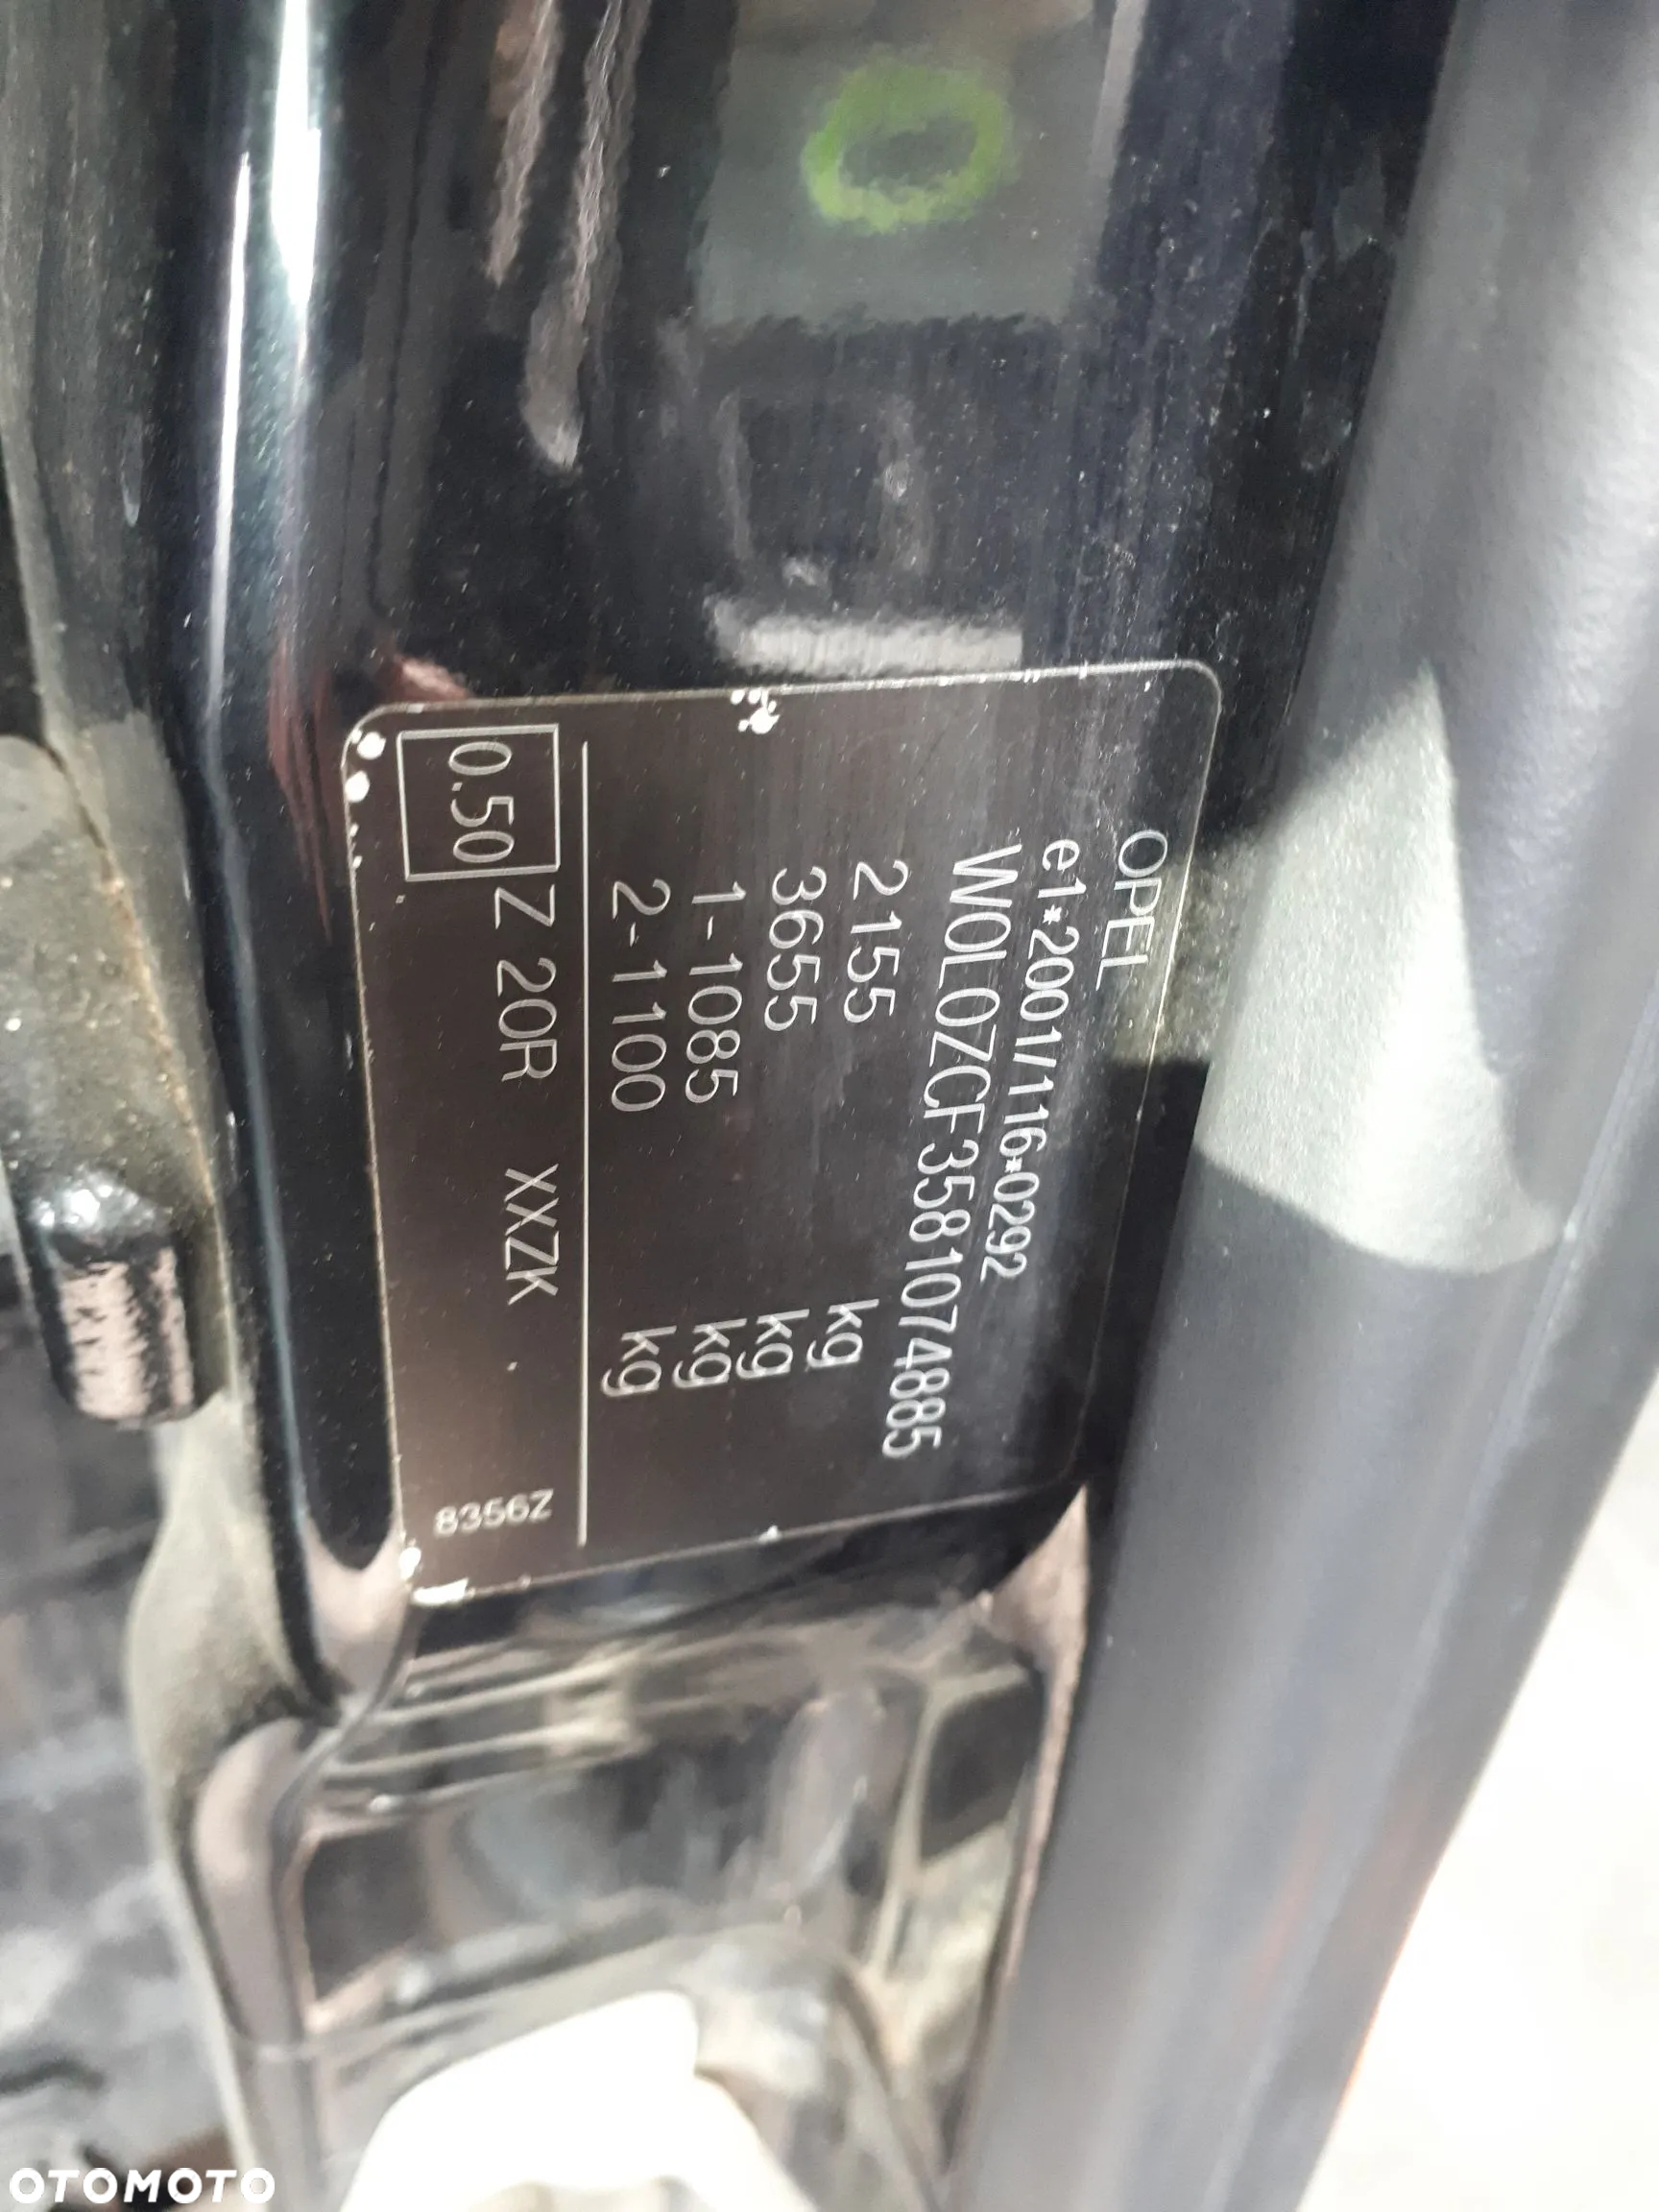 OPEL
e1*2001/116*0292
W0L0ZCF3581074885
2155 kg
3655 kg
1-1085 kg
2-1100 kg
0.50 Z 20R XXZK 8356Z
OTOMOTO